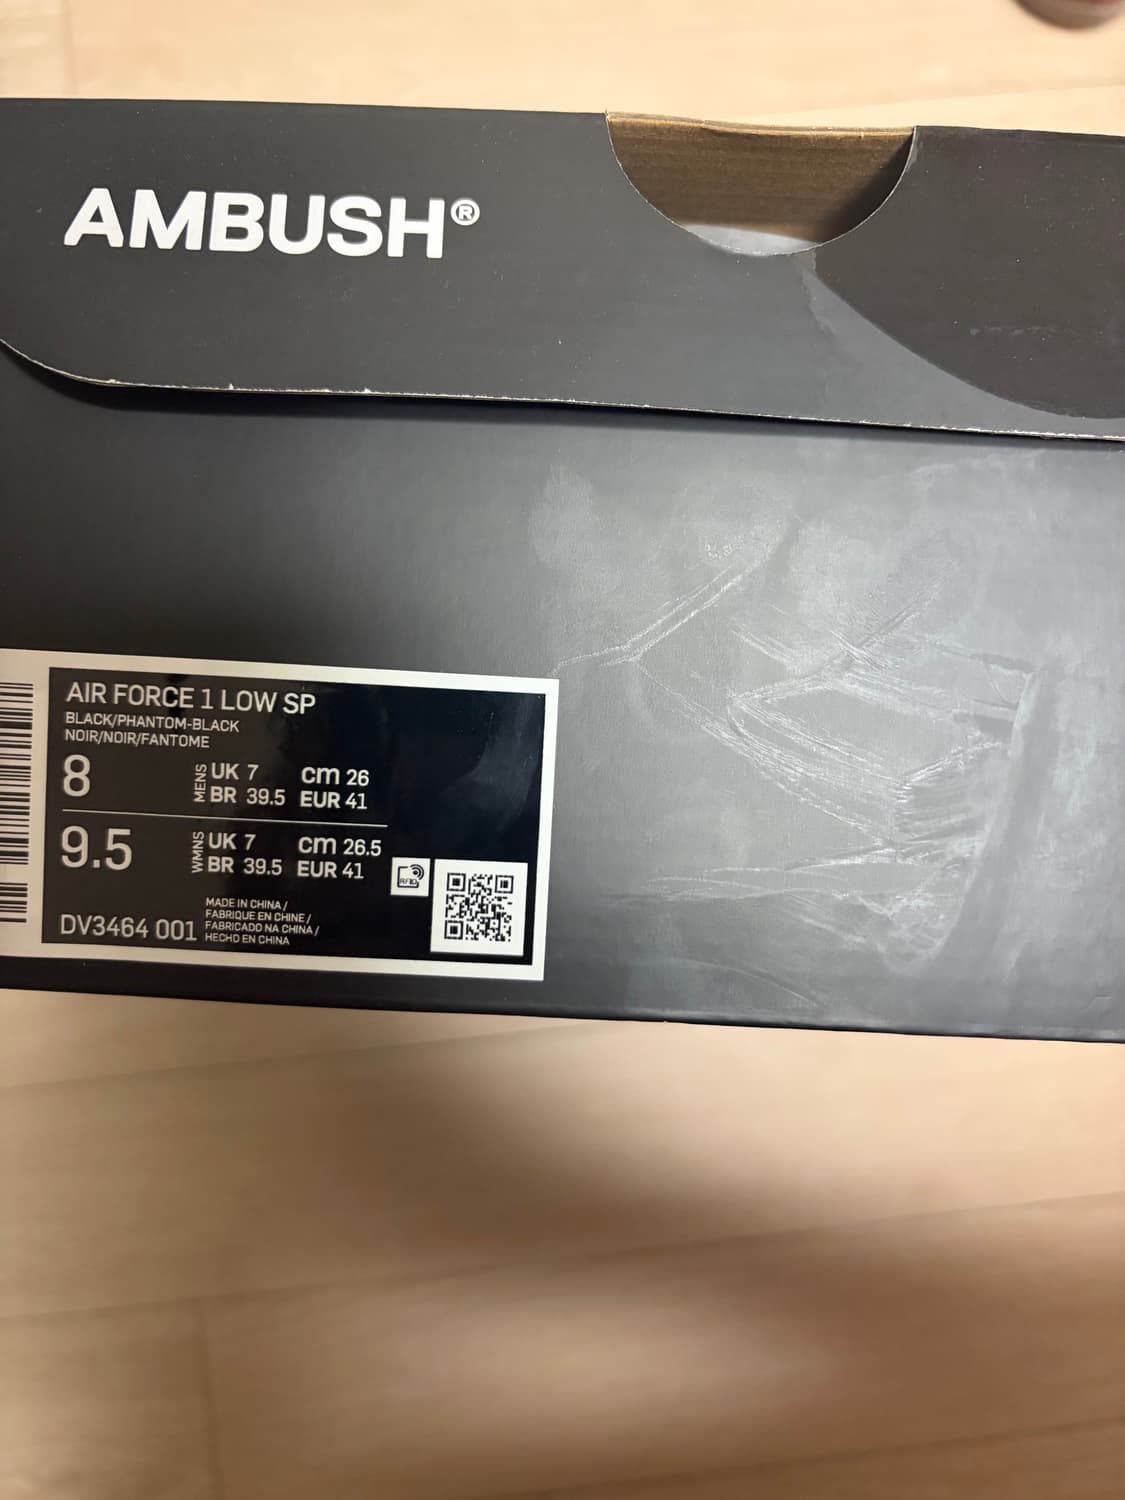 AMBUSH®
AIR FORCE 1 LOW SP
BLACK/PHANTOM-BLACK
NOIR/NOIR/FANTOME
8 MENS UK 7 cm 26
BR 39.5 EUR 41
9.5 WMNS UK 7 cm 26.5
BR 39.5 EUR 41
RFID
MADE IN CHINA /
FABRIQUE EN CHINE /
DV3464 001 FABRICADO NA CHINA /
HECHO EN CHINA